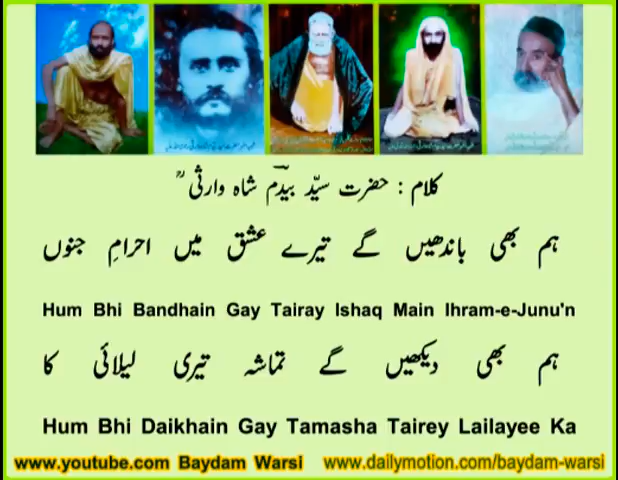 کلام : حضرت سیّد بیدم شاہ وارثی ؒ
ہم بھی باندھیں گے تیرے عشق میں احرامِ جنوں
Hum Bhi Bandhain Gay Tairay Ishaq Main Ihram-e-Junu'n
ہم بھی دیکھیں گے تماشہ تیری لیلائی کا
Hum Bhi Daikhain Gay Tamasha Tairey Lailayee Ka
www.youtube.com Baydam Warsi www.dailymotion.com/baydam-warsi